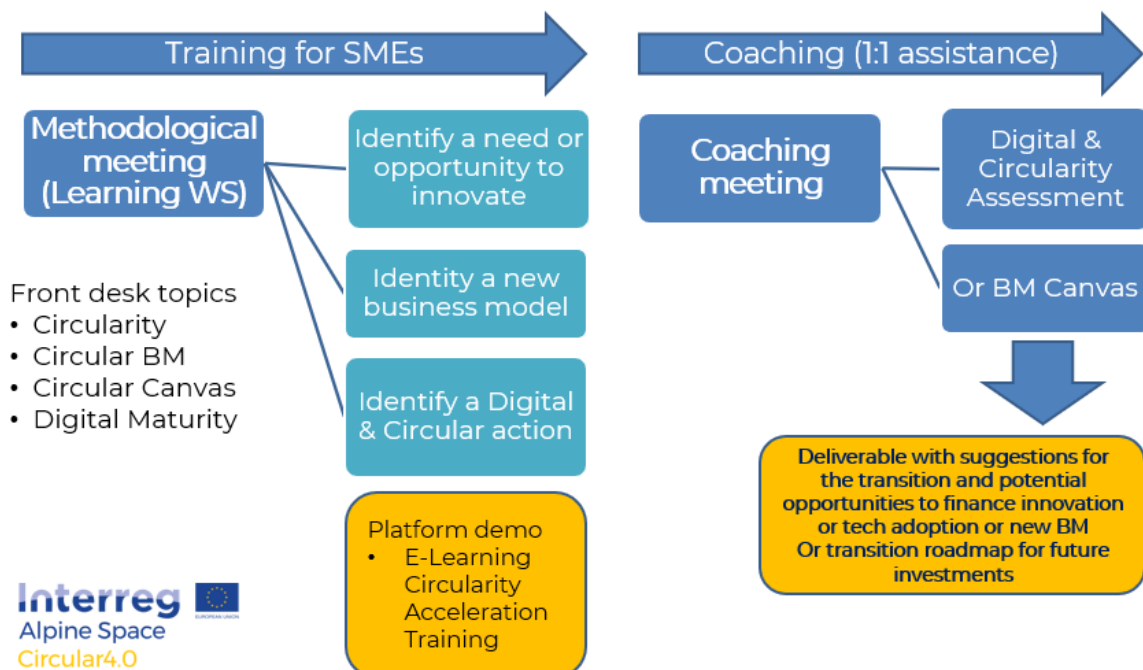 Training for SMEs
Coaching (1:1 assistance)
Methodological
meeting
(Learning WS)
Identify a need or
opportunity to
innovate
Identity a new
business model
Identify a Digital
& Circular action
Front desk topics
• Circularity
• Circular BM
• Circular Canvas
• Digital Maturity
Platform demo
• E-Learning
Circularity
Acceleration
Training
Coaching
meeting
Digital &
Circularity
Assessment
Or BM Canvas
Deliverable with suggestions for
the transition and potential
opportunities to finance innovation
or tech adoption or new BM
Or transition roadmap for future
investments
Interreg
EUROPEAN UNION
Alpine Space
Circular4.0